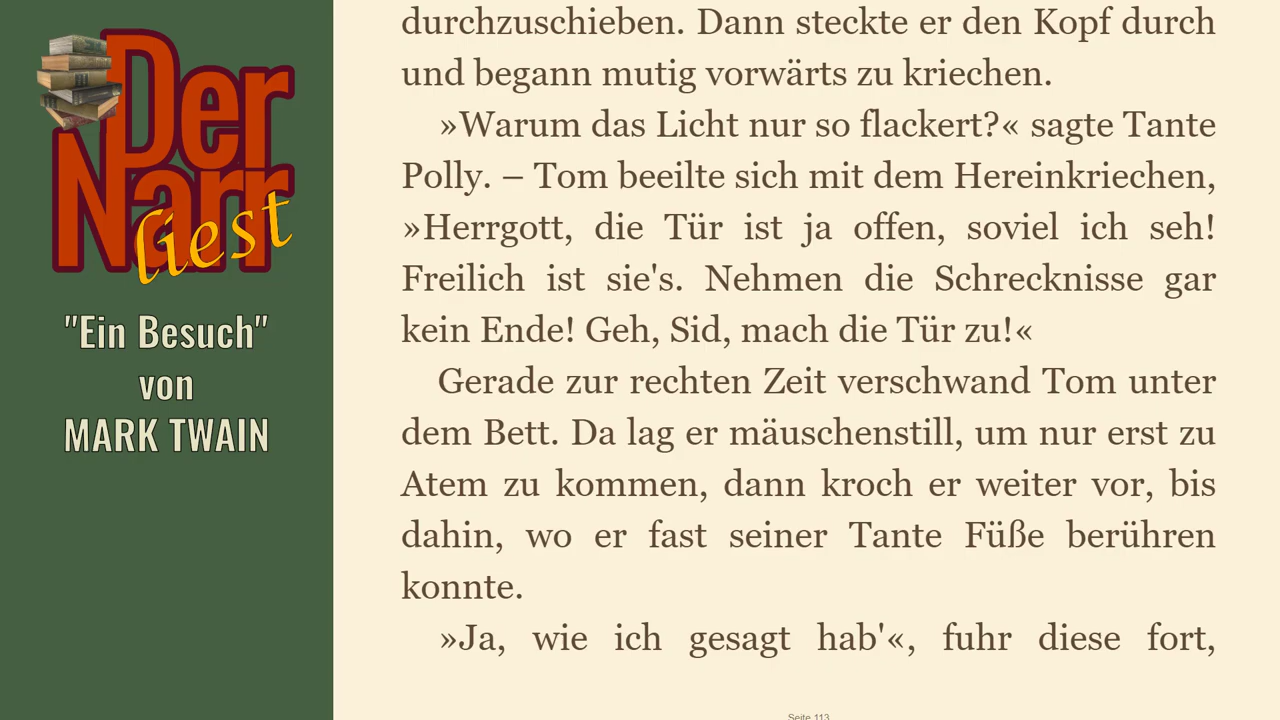 Der
Narr
liest
"Ein Besuch"
von
MARK TWAIN
durchzuschieben. Dann steckte er den Kopf durch
und begann mutig vorwärts zu kriechen.
»Warum das Licht nur so flackert?« sagte Tante
Polly. – Tom beeilte sich mit dem Hereinkriechen,
»Herrgott, die Tür ist ja offen, soviel ich seh!
Freilich ist sie's. Nehmen die Schrecknisse gar
kein Ende! Geh, Sid, mach die Tür zu!«
Gerade zur rechten Zeit verschwand Tom unter
dem Bett. Da lag er mäuschenstill, um nur erst zu
Atem zu kommen, dann kroch er weiter vor, bis
dahin, wo er fast seiner Tante Füße berühren
konnte.
»Ja, wie ich gesagt hab'«, fuhr diese fort,
Seite 113